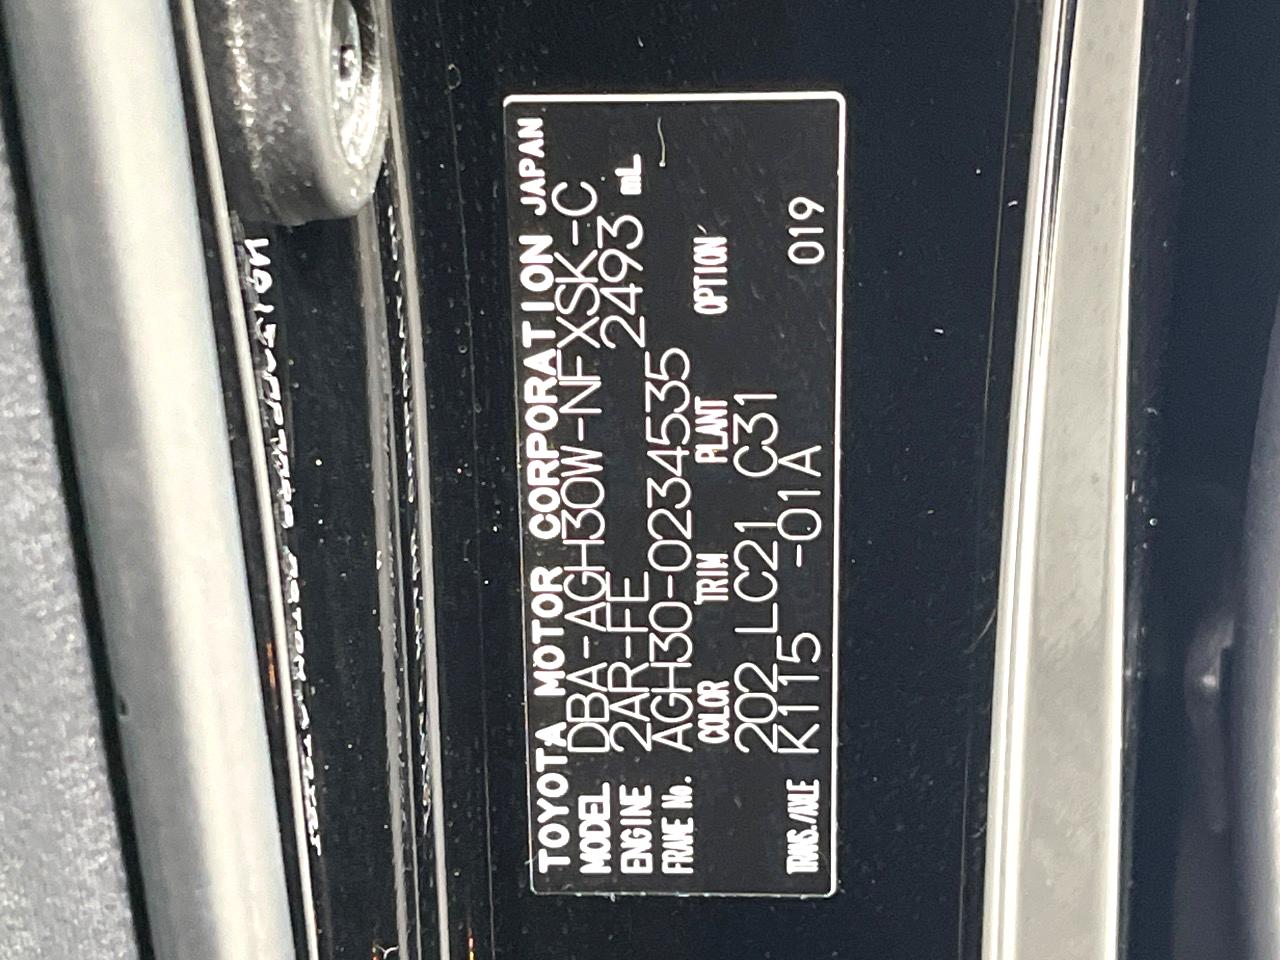 TOYOTA MOTOR CORPORATION JAPAN
MODEL DBA-AGH30W-NFXSK-C
ENGINE 2AR-FE 2493 mL
FRAME No. AGH30-0234535
COLOR TRIM PLANT OPTION
202 LC21 C31
TRANS./AXLE K115 -01A 019